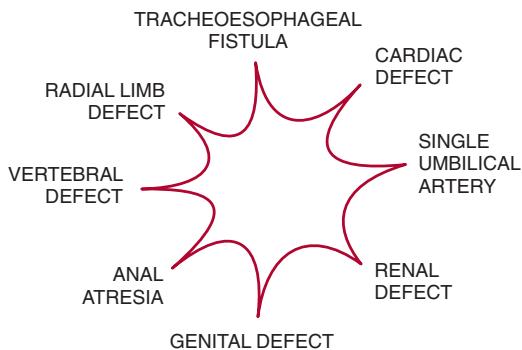 TRACHEOESOPHAGEAL
FISTULA
CARDIAC
DEFECT
SINGLE
UMBILICAL
ARTERY
RENAL
DEFECT
GENITAL DEFECT
ANAL
ATRESIA
VERTEBRAL
DEFECT
RADIAL LIMB
DEFECT